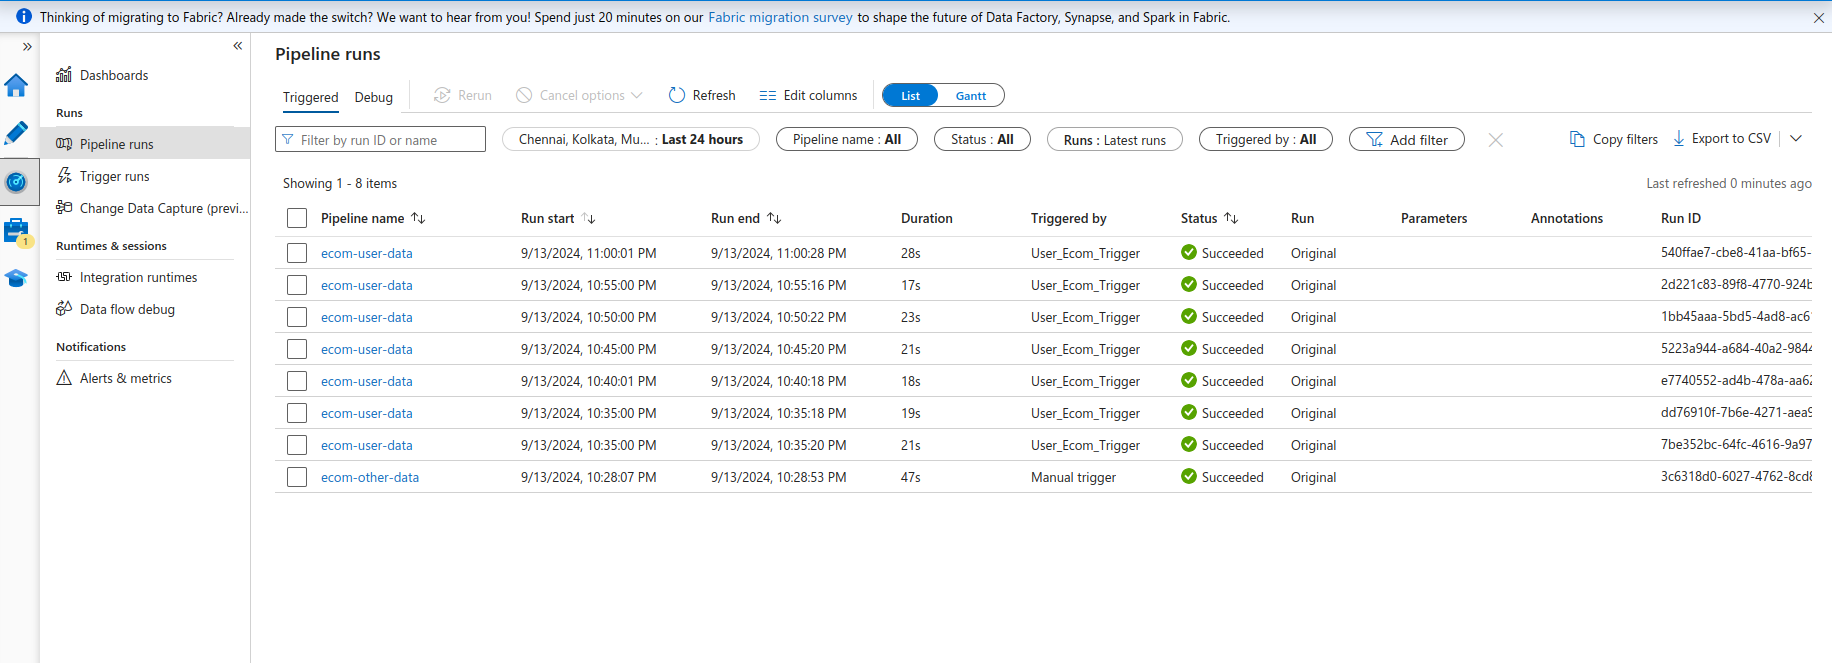 Thinking of migrating to Fabric? Already made the switch? We want to hear from you! Spend just 20 minutes on our Fabric migration survey to shape the future of Data Factory, Synapse, and Spark in Fabric.
Dashboards
Runs
Pipeline runs
Trigger runs
Change Data Capture (previ...
1
Runtimes & sessions
Integration runtimes
Data flow debug
Notifications
Alerts & metrics
Pipeline runs
Triggered Debug Rerun Cancel options Refresh Edit columns List Gantt
Filter by run ID or name Chennai, Kolkata, Mu... : Last 24 hours Pipeline name : All Status : All Runs : Latest runs Triggered by : All Add filter Copy filters Export to CSV
Showing 1 - 8 items Last refreshed 0 minutes ago
Pipeline name Run start Run end Duration Triggered by Status Run Parameters Annotations Run ID
ecom-user-data 9/13/2024, 11:00:01 PM 9/13/2024, 11:00:28 PM 28s User_Ecom_Trigger Succeeded Original 540ffae7-cbe8-41aa-bf65-
ecom-user-data 9/13/2024, 10:55:00 PM 9/13/2024, 10:55:16 PM 17s User_Ecom_Trigger Succeeded Original 2d221c83-89f8-4770-924b
ecom-user-data 9/13/2024, 10:50:00 PM 9/13/2024, 10:50:22 PM 23s User_Ecom_Trigger Succeeded Original 1bb45aaa-5bd5-4ad8-ac6
ecom-user-data 9/13/2024, 10:45:00 PM 9/13/2024, 10:45:20 PM 21s User_Ecom_Trigger Succeeded Original 5223a944-a684-40a2-984
ecom-user-data 9/13/2024, 10:40:01 PM 9/13/2024, 10:40:18 PM 18s User_Ecom_Trigger Succeeded Original e7740552-ad4b-478a-aa62
ecom-user-data 9/13/2024, 10:35:00 PM 9/13/2024, 10:35:18 PM 19s User_Ecom_Trigger Succeeded Original dd76910f-7b6e-4271-aea9
ecom-user-data 9/13/2024, 10:35:00 PM 9/13/2024, 10:35:20 PM 21s User_Ecom_Trigger Succeeded Original 7be352bc-64fc-4616-9a97
ecom-other-data 9/13/2024, 10:28:07 PM 9/13/2024, 10:28:53 PM 47s Manual trigger Succeeded Original 3c6318d0-6027-4762-8cd